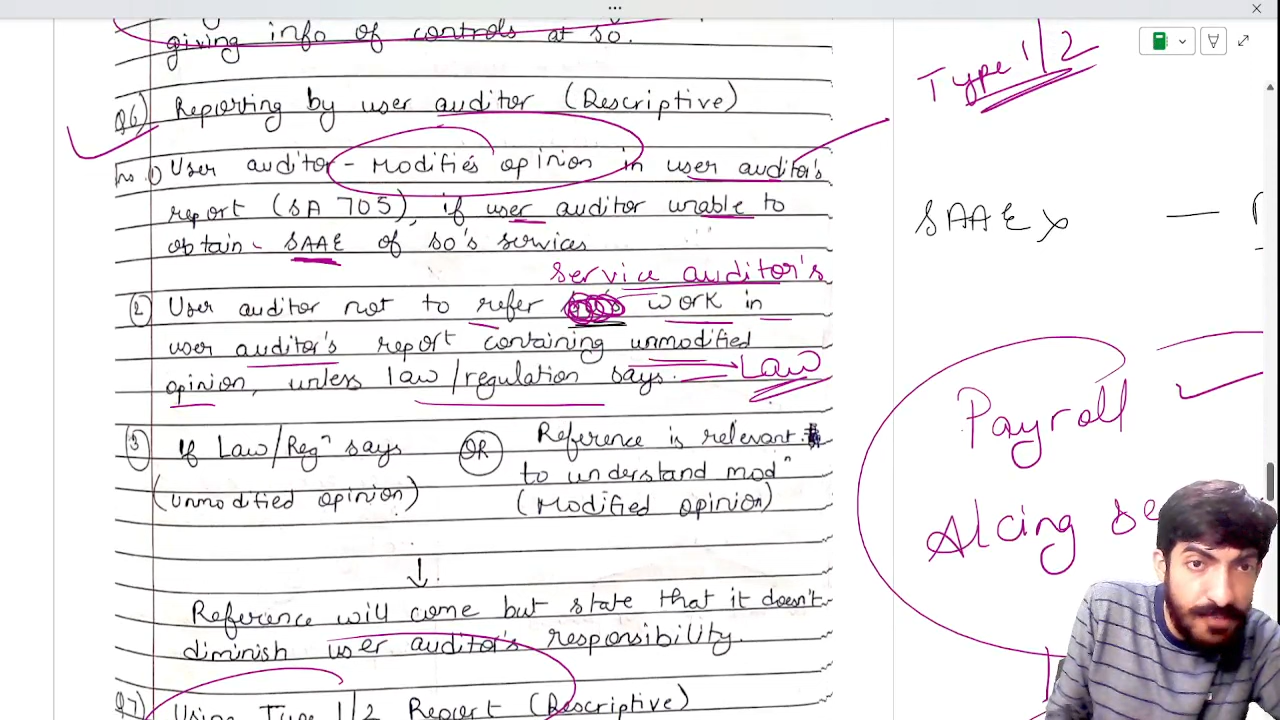 giving info of controls at SO.
Q6) Reporting by user auditor (Descriptive)
① User auditor - Modifies opinion in user auditor's
report (SA 705), if user auditor unable to
obtain - SAAE of SO's services
service auditor's
② User auditor not to refer work in
user auditor's report containing unmodified
opinion, unless law/regulation says. Law
③ If Law/Regⁿ says OR Reference is relevant
to understand modⁿ
(unmodified opinion) (Modified opinion)
↓
Reference will come but state that it doesn't
diminish user auditor's responsibility.
Q7) Using Type 1/2 Report (Descriptive)
Type 1/2
SAAE x —
Payroll